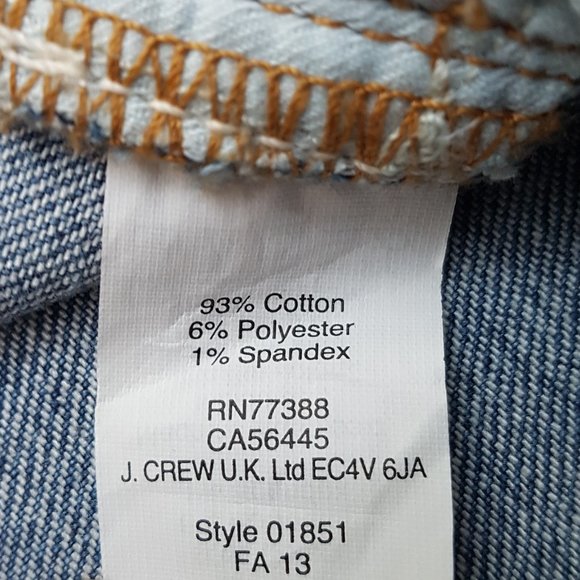 93% Cotton
6% Polyester
1% Spandex
RN77388
CA56445
J. CREW U.K. Ltd EC4V 6JA
Style 01851
FA 13